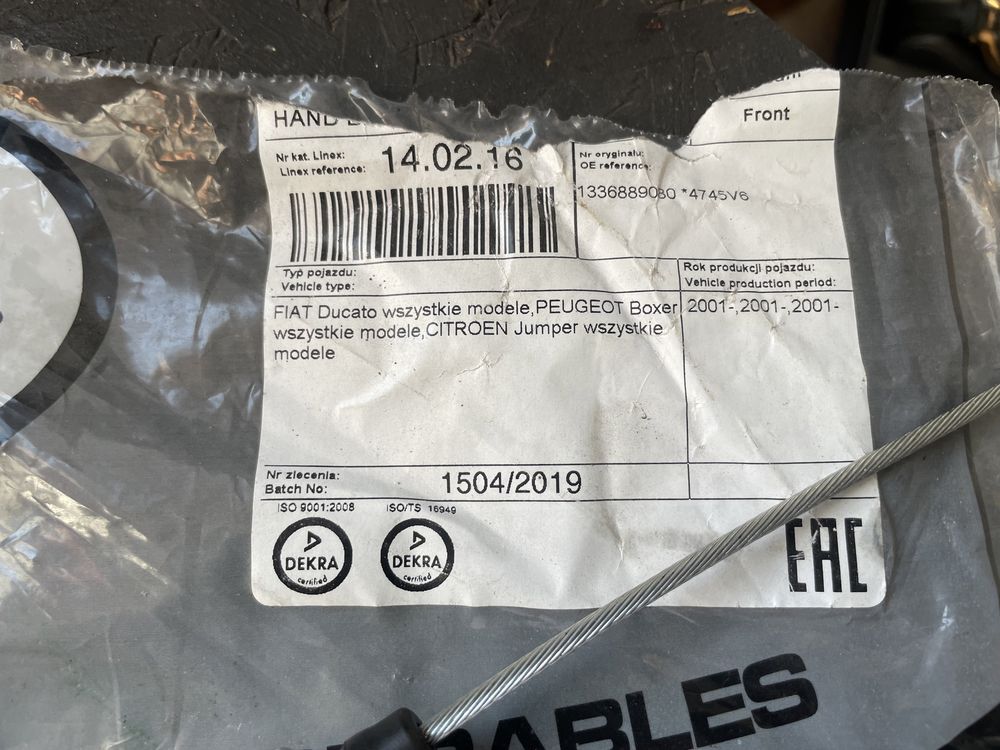 HAND
Front
Nr kat. Linex:
Linex reference:
14.02.16
Nr oryginału:
OE reference:
1336889080 *4745V6
Typ pojazdu:
Vehicle type:
Rok produkcji pojazdu:
Vehicle production period:
FIAT Ducato wszystkie modele,PEUGEOT Boxer
wszystkie modele,CITROEN Jumper wszystkie
modele
2001-,2001-,2001-
Nr zlecenia:
Batch No:
1504/2019
ISO 9001:2008
ISO/TS 16949
DEKRA
certified
DEKRA
certified
EAC
ABLES